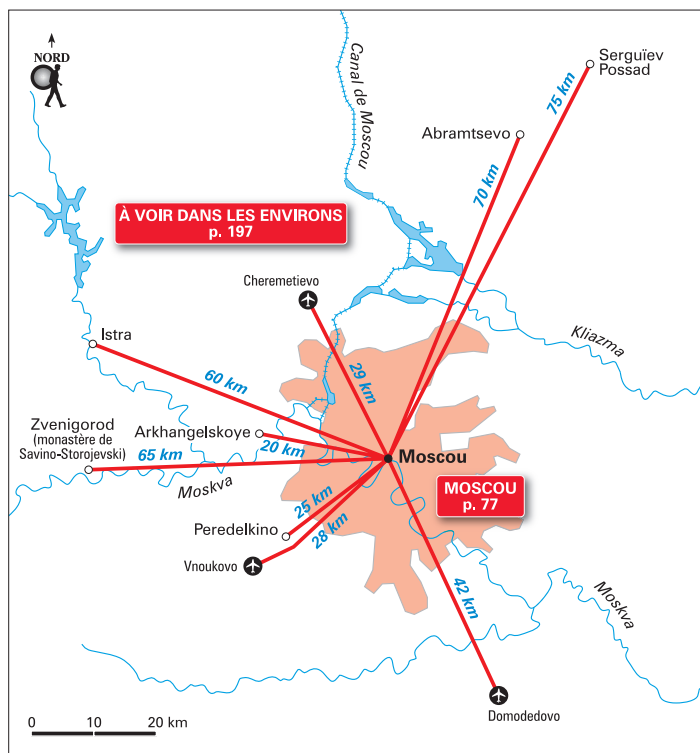 NORD
Canal de Moscou
Serguïev
Possad
75 km
Abramtsevo
70 km
À VOIR DANS LES ENVIRONS
p. 197
Cheremetievo
Istra
Kliazma
29 km
60 km
Zvenigorod
(monastère de
Savino-Storojevski)
Arkhangelskoye
20 km
65 km
Moscou
Moskva
MOSCOU
p. 77
25 km
Peredelkino
28 km
Vnoukovo
42 km
Moskva
Domodedovo
0 10 20 km